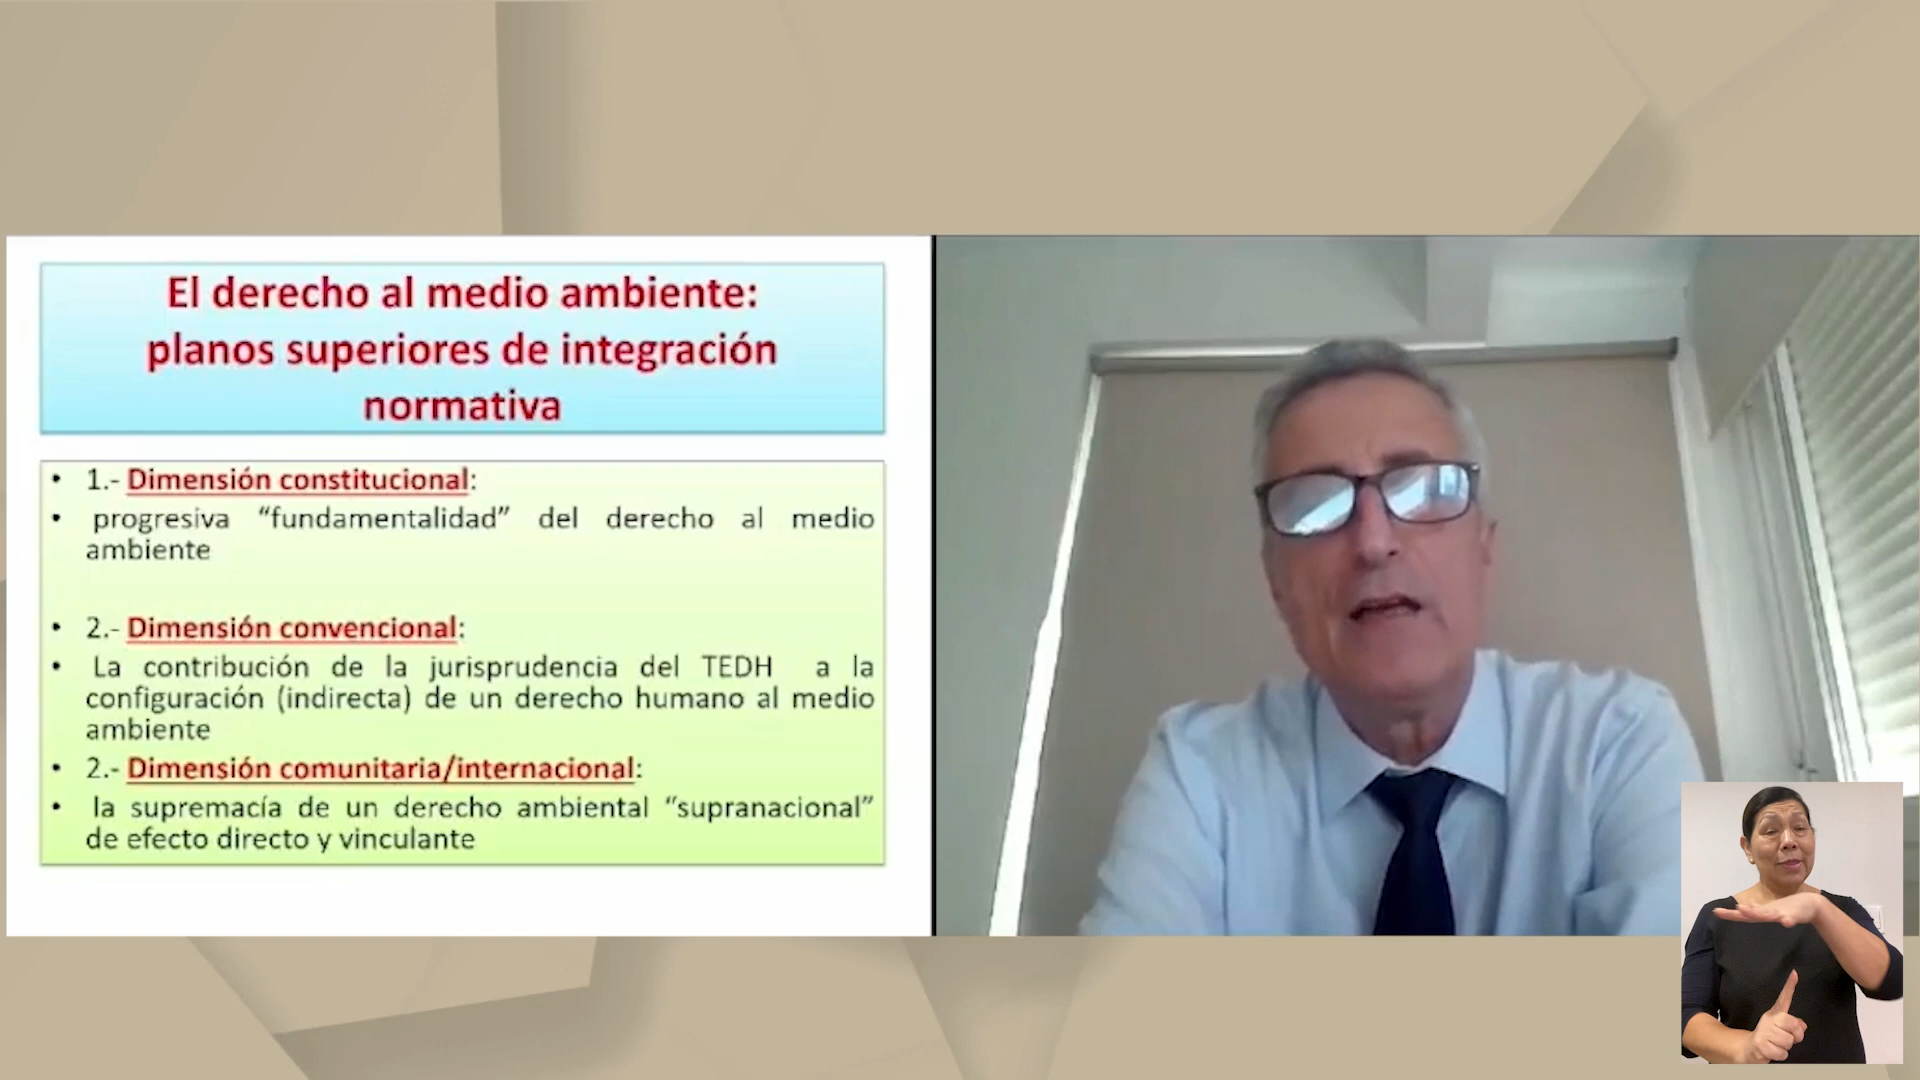 El derecho al medio ambiente:
planos superiores de integración
normativa
• 1.- Dimensión constitucional:
• progresiva “fundamentalidad” del derecho al medio
ambiente
• 2.- Dimensión convencional:
• La contribución de la jurisprudencia del TEDH a la
configuración (indirecta) de un derecho humano al medio
ambiente
• 2.- Dimensión comunitaria/internacional:
• la supremacía de un derecho ambiental “supranacional”
de efecto directo y vinculante